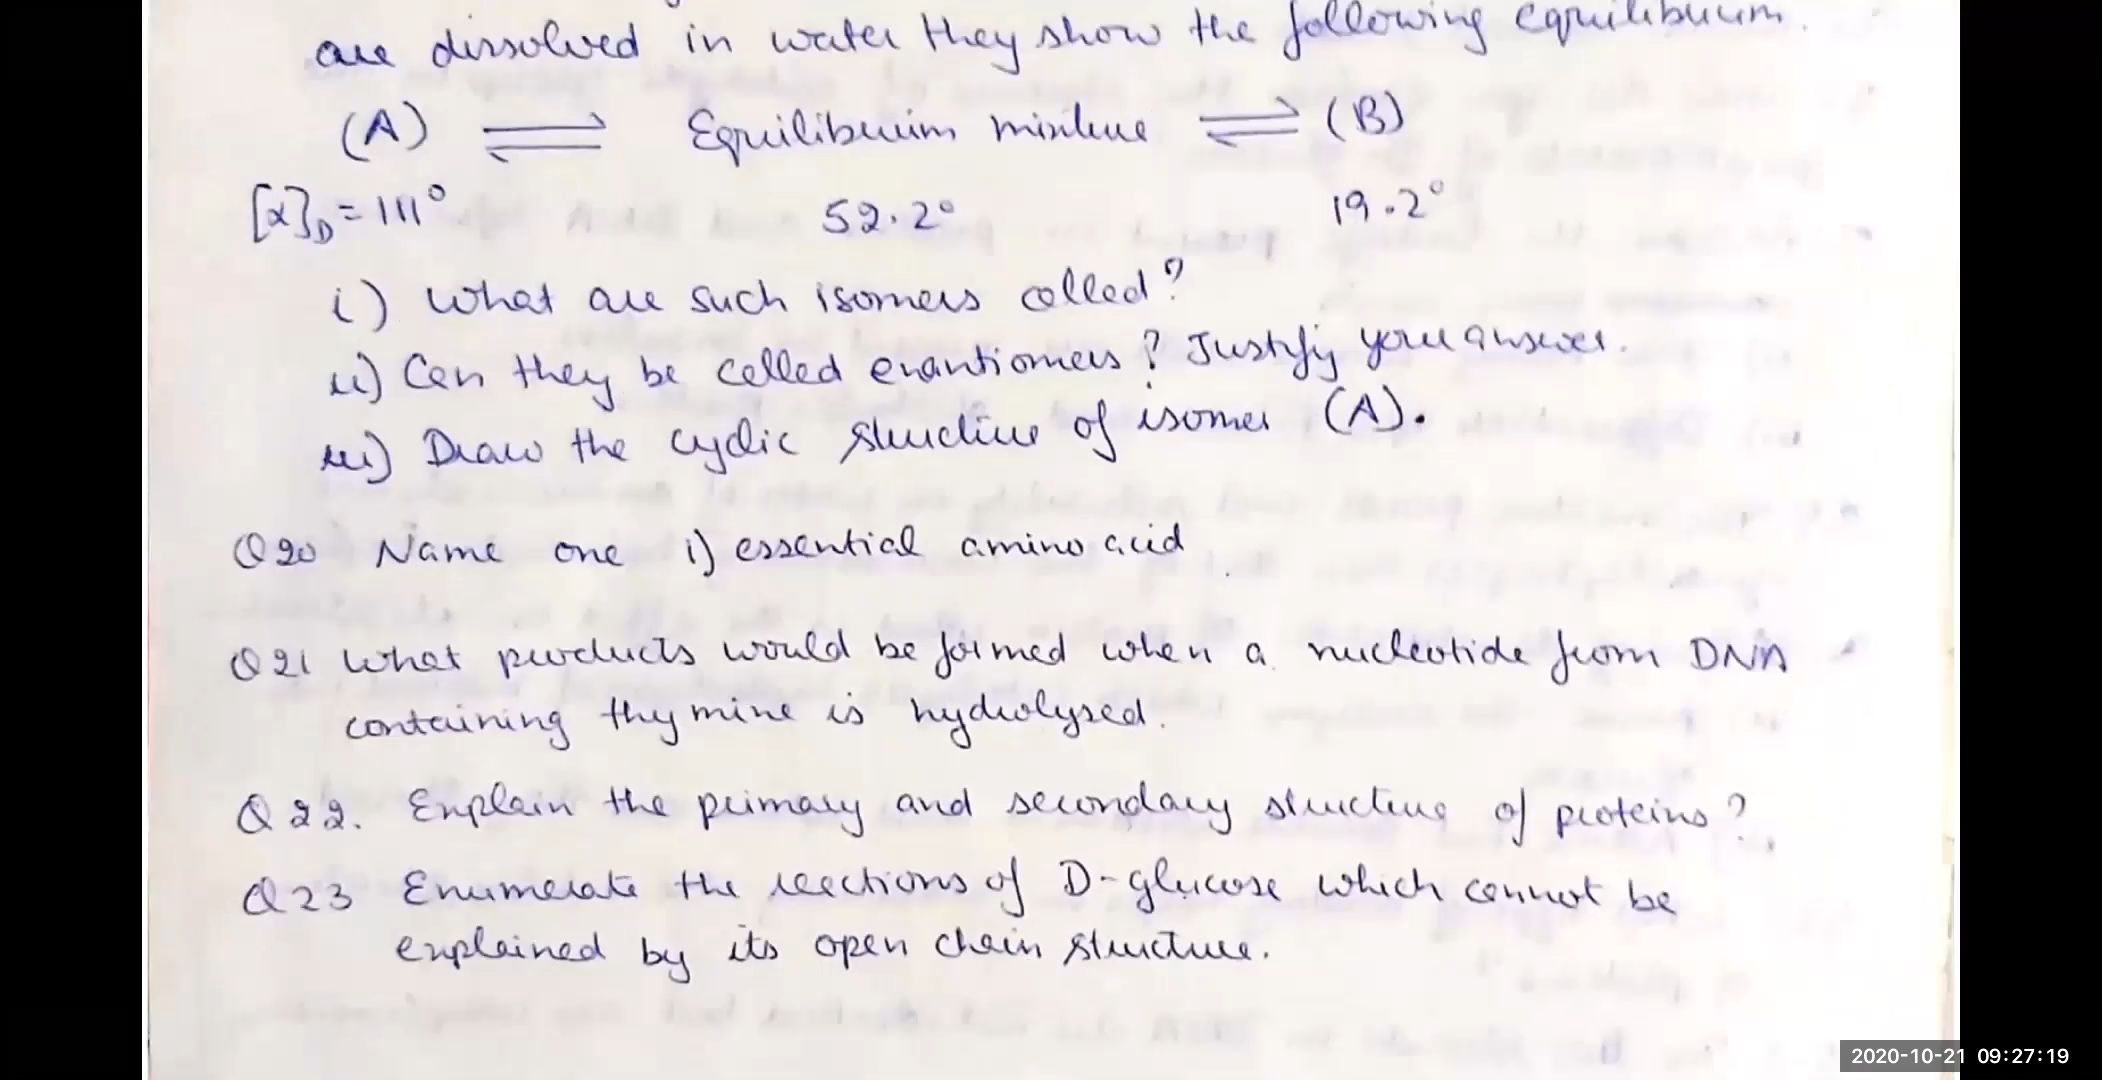 are dissolved in water they show the following equilibrium.
(A) ⇌ Equilibrium mixture ⇌ (B)
[α]D = 111° 52.2° 19.2°
i) What are such isomers called?
ii) Can they be called enantiomers? Justify your answer.
iii) Draw the cyclic structure of isomer (A).
Q20 Name one i) essential amino acid
Q21 What products would be formed when a nucleotide from DNA
containing thymine is hydrolysed.
Q22. Explain the primary and secondary structure of proteins?
Q23 Enumerate the reactions of D-glucose which cannot be
explained by its open chain structure.
2020-10-21 09:27:19